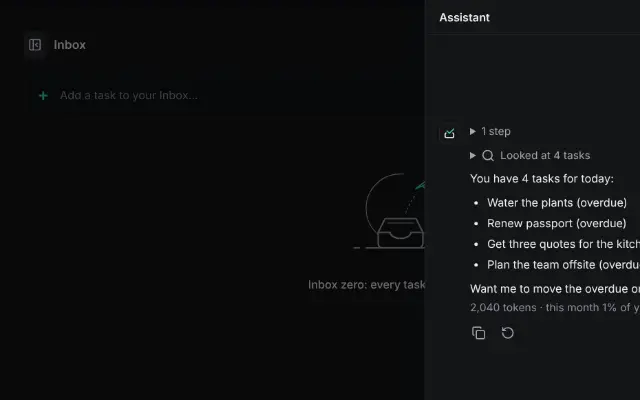 Assistant
Inbox
Add a task to your Inbox...
1 step
Looked at 4 tasks
You have 4 tasks for today:
• Water the plants (overdue)
• Renew passport (overdue)
• Get three quotes for the
• Plan the team offsite
Inbox zero: every task
Want me to move the overdue
2,040 tokens · this month 1% of